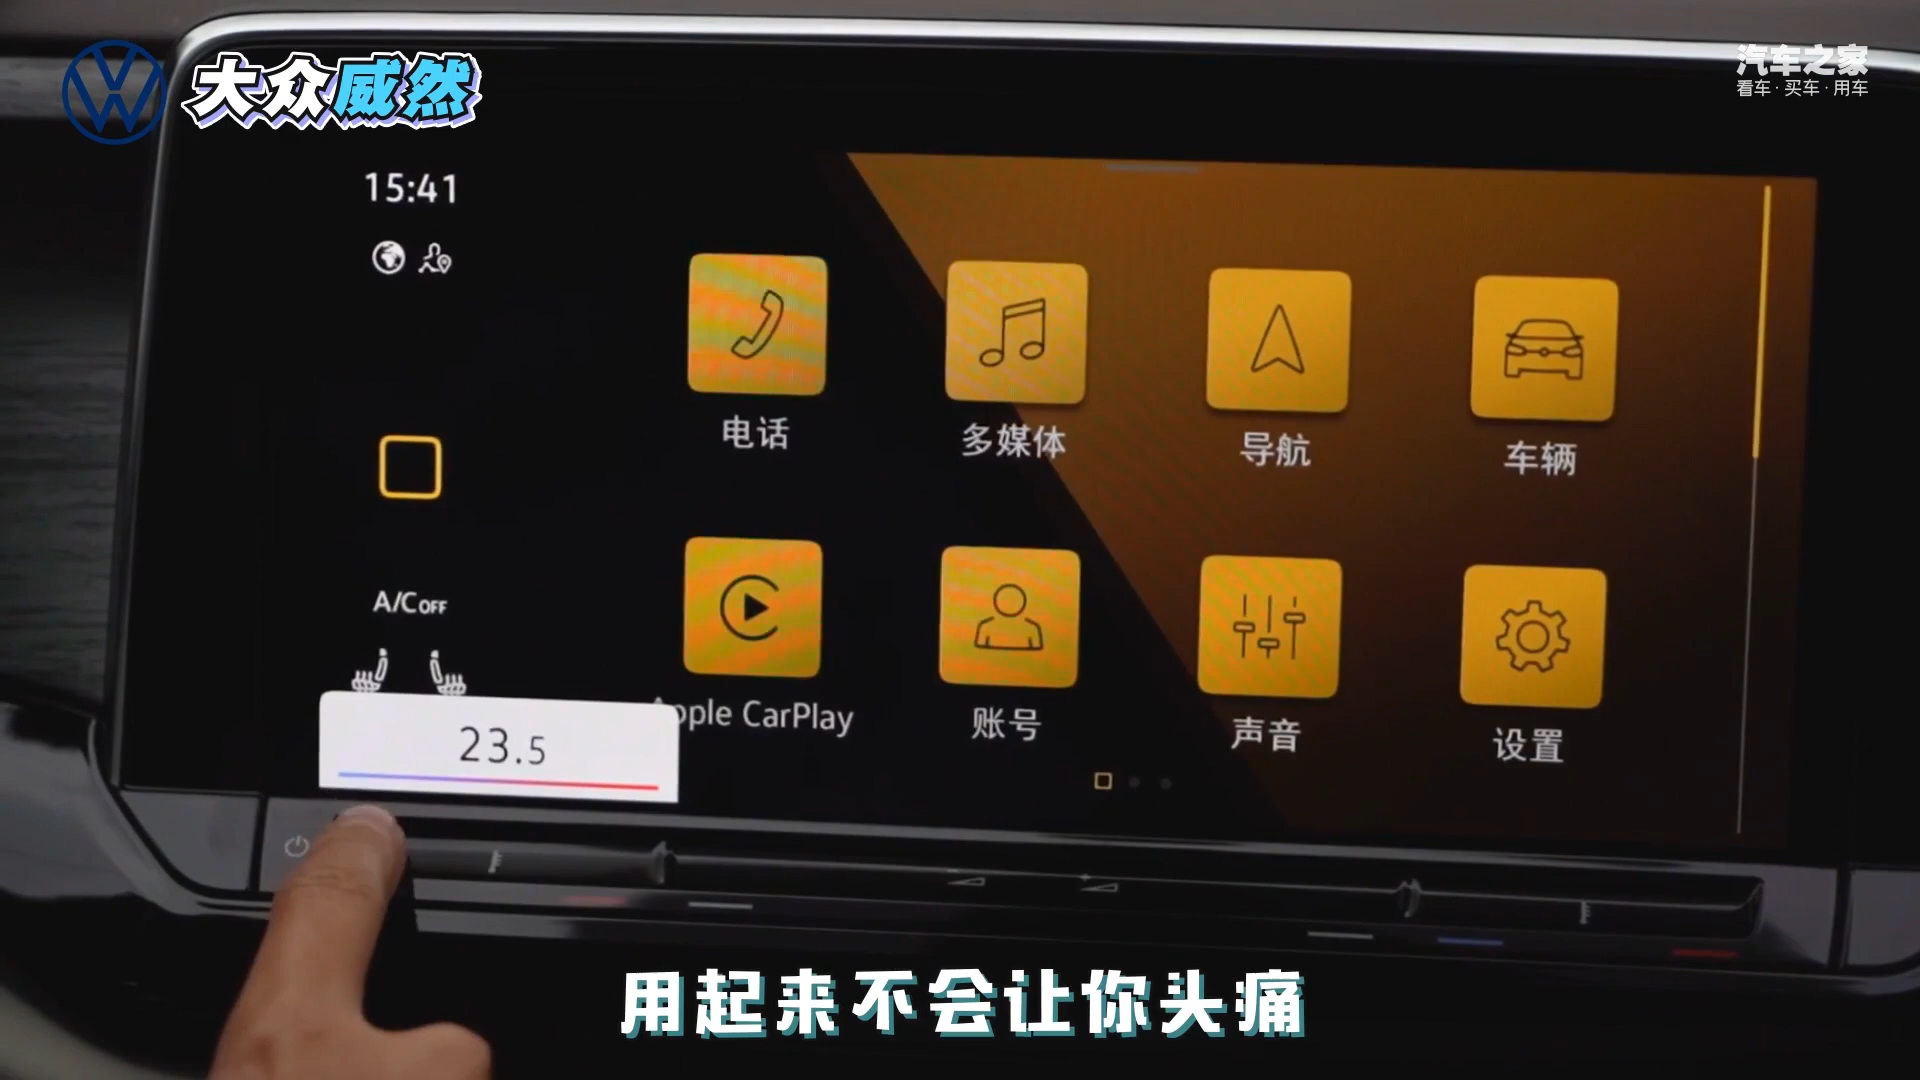 大众威然
汽车之家
看车·买车·用车
15:41
电话
多媒体
导航
车辆
A/C OFF
Apple CarPlay
账号
声音
设置
23.5
用起来不会让你头痛